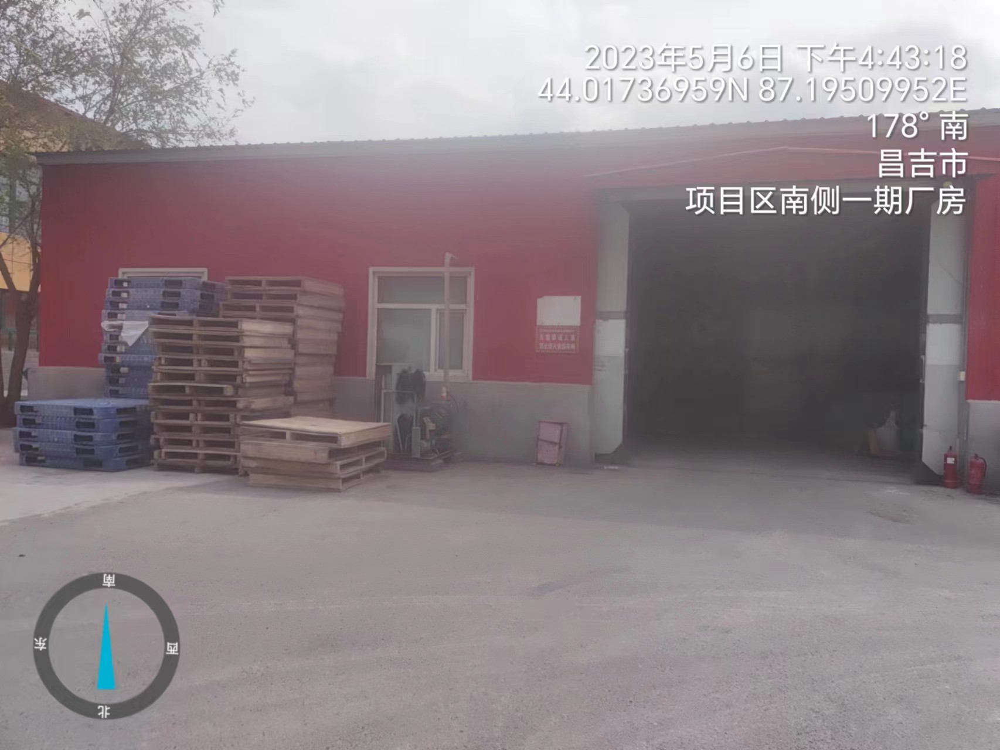 2023年5月6日 下午4:43:18
44.01736959N 87.19509952E
178° 南
昌吉市
项目区南侧一期厂房
南
东
西
北